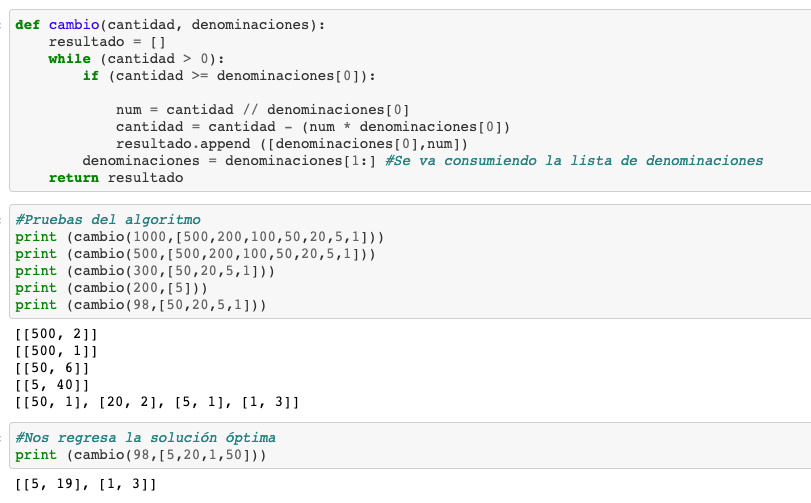 def cambio(cantidad, denominaciones):
    resultado = []
    while (cantidad > 0):
        if (cantidad >= denominaciones[0]):
            num = cantidad // denominaciones[0]
            cantidad = cantidad - (num * denominaciones[0])
            resultado.append ([denominaciones[0],num])
        denominaciones = denominaciones[1:] #Se va consumiendo la lista de denominaciones
    return resultado
#Pruebas del algoritmo
print (cambio(1000,[500,200,100,50,20,5,1]))
print (cambio(500,[500,200,100,50,20,5,1]))
print (cambio(300,[50,20,5,1]))
print (cambio(200,[5]))
print (cambio(98,[50,20,5,1]))
[[500, 2]]
[[500, 1]]
[[50, 6]]
[[5, 40]]
[[50, 1], [20, 2], [5, 1], [1, 3]]
#Nos regresa la solución óptima
print (cambio(98,[5,20,1,50]))
[[5, 19], [1, 3]]